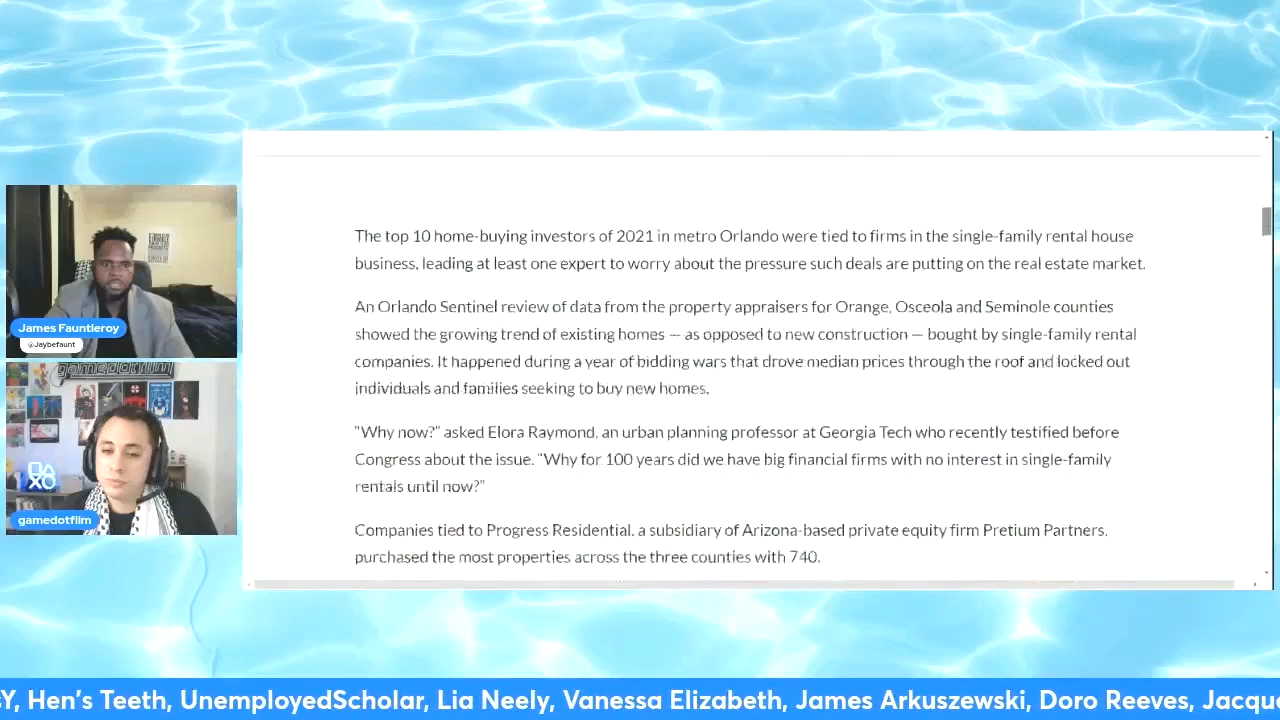 The top 10 home-buying investors of 2021 in metro Orlando were tied to firms in the single-family rental house
business, leading at least one expert to worry about the pressure such deals are putting on the real estate market.
An Orlando Sentinel review of data from the property appraisers for Orange, Osceola and Seminole counties
showed the growing trend of existing homes — as opposed to new construction — bought by single-family rental
companies. It happened during a year of bidding wars that drove median prices through the roof and locked out
individuals and families seeking to buy new homes.
“Why now?” asked Elora Raymond, an urban planning professor at Georgia Tech who recently testified before
Congress about the issue. “Why for 100 years did we have big financial firms with no interest in single-family
rentals until now?”
Companies tied to Progress Residential, a subsidiary of Arizona-based private equity firm Pretium Partners,
purchased the most properties across the three counties with 740.
James Fauntleroy
@Jaybefaunt
gamedotfilm
gamedotfilm
Y, Hen's Teeth, UnemployedScholar, Lia Neely, Vanessa Elizabeth, James Arkuszewski, Doro Reeves, Jacqu